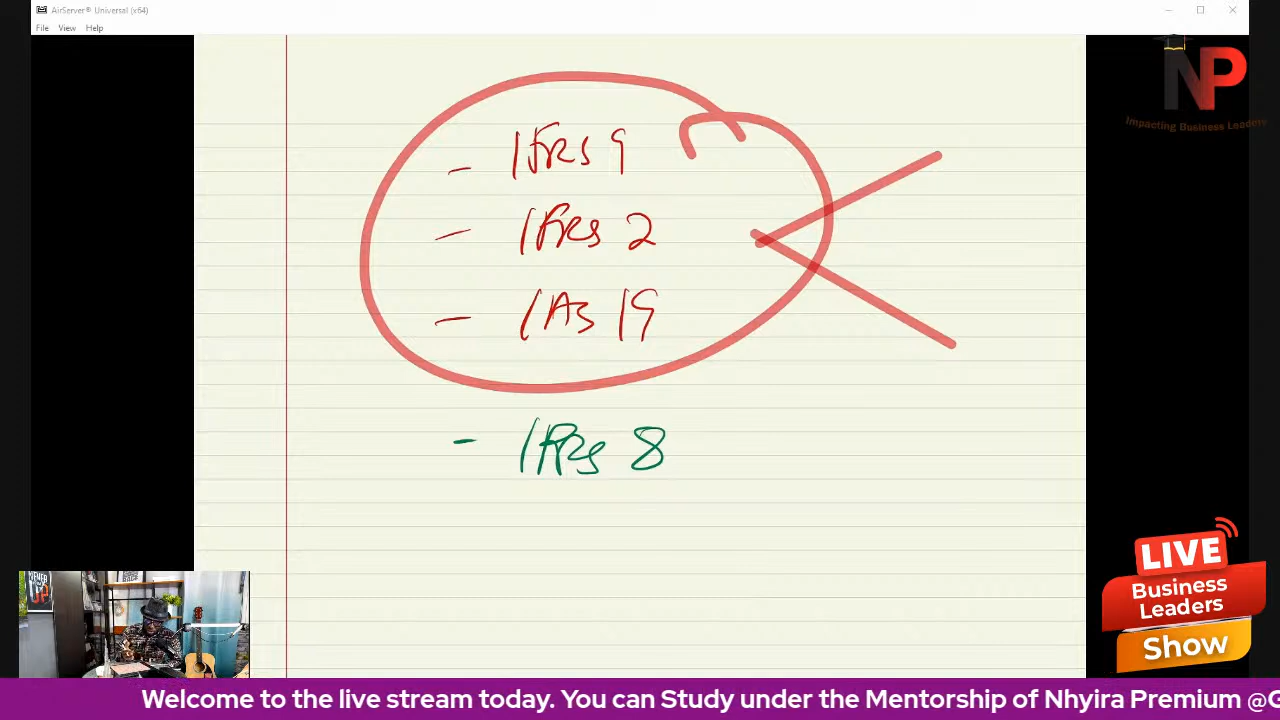 AirServer® Universal (x64)
File View Help
NP
Impacting Business Leaders
- IFRS 9
- IFRS 2
- IAS 19
- IFRS 8
LIVE
Business
Leaders
Show
Welcome to the live stream today. You can Study under the Mentorship of Nhyira Premium @G